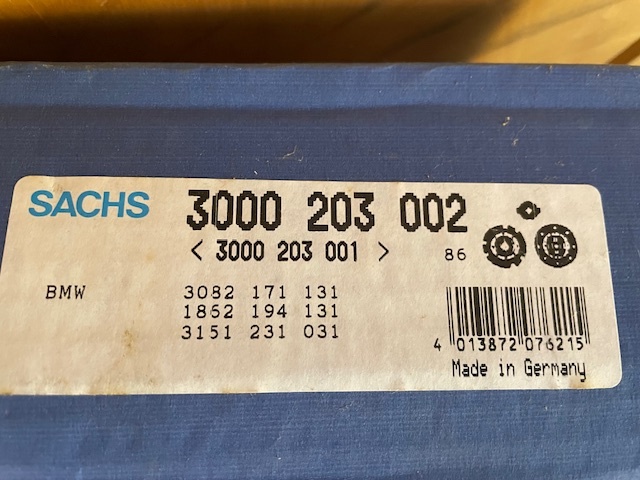 SACHS 3000 203 002
< 3000 203 001 > 86
BMW 3082 171 131
1862 194 131
3151 231 031
4 013872 076215
Made in Germany